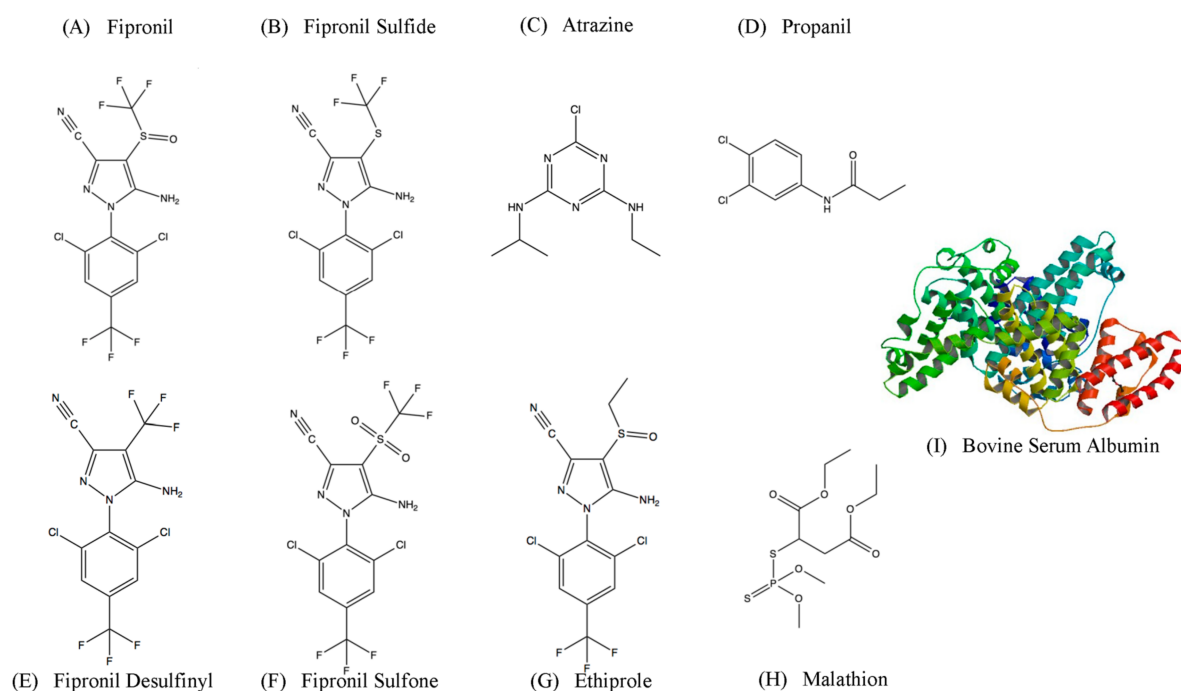 (A) Fipronil
(B) Fipronil Sulfide
(C) Atrazine
(D) Propanil
F F
F
N
C
S O
N
N
NH₂
Cl Cl
F F
F
F F
F
N
C
S
N
N
NH₂
Cl Cl
F F
F
Cl
N N
N
HN NH
Cl
Cl
O
N
H
N
C
F
F
F
N
N
NH₂
Cl Cl
F F
F
(E) Fipronil Desulfinyl
N
C
F
F
F
O
S
O
N
N
NH₂
Cl Cl
F F
F
(F) Fipronil Sulfone
N
C
S O
N
N
NH₂
Cl Cl
F F
F
(G) Ethiprole
O
O
O
O
S
P
O
O
S
(H) Malathion
(I) Bovine Serum Albumin